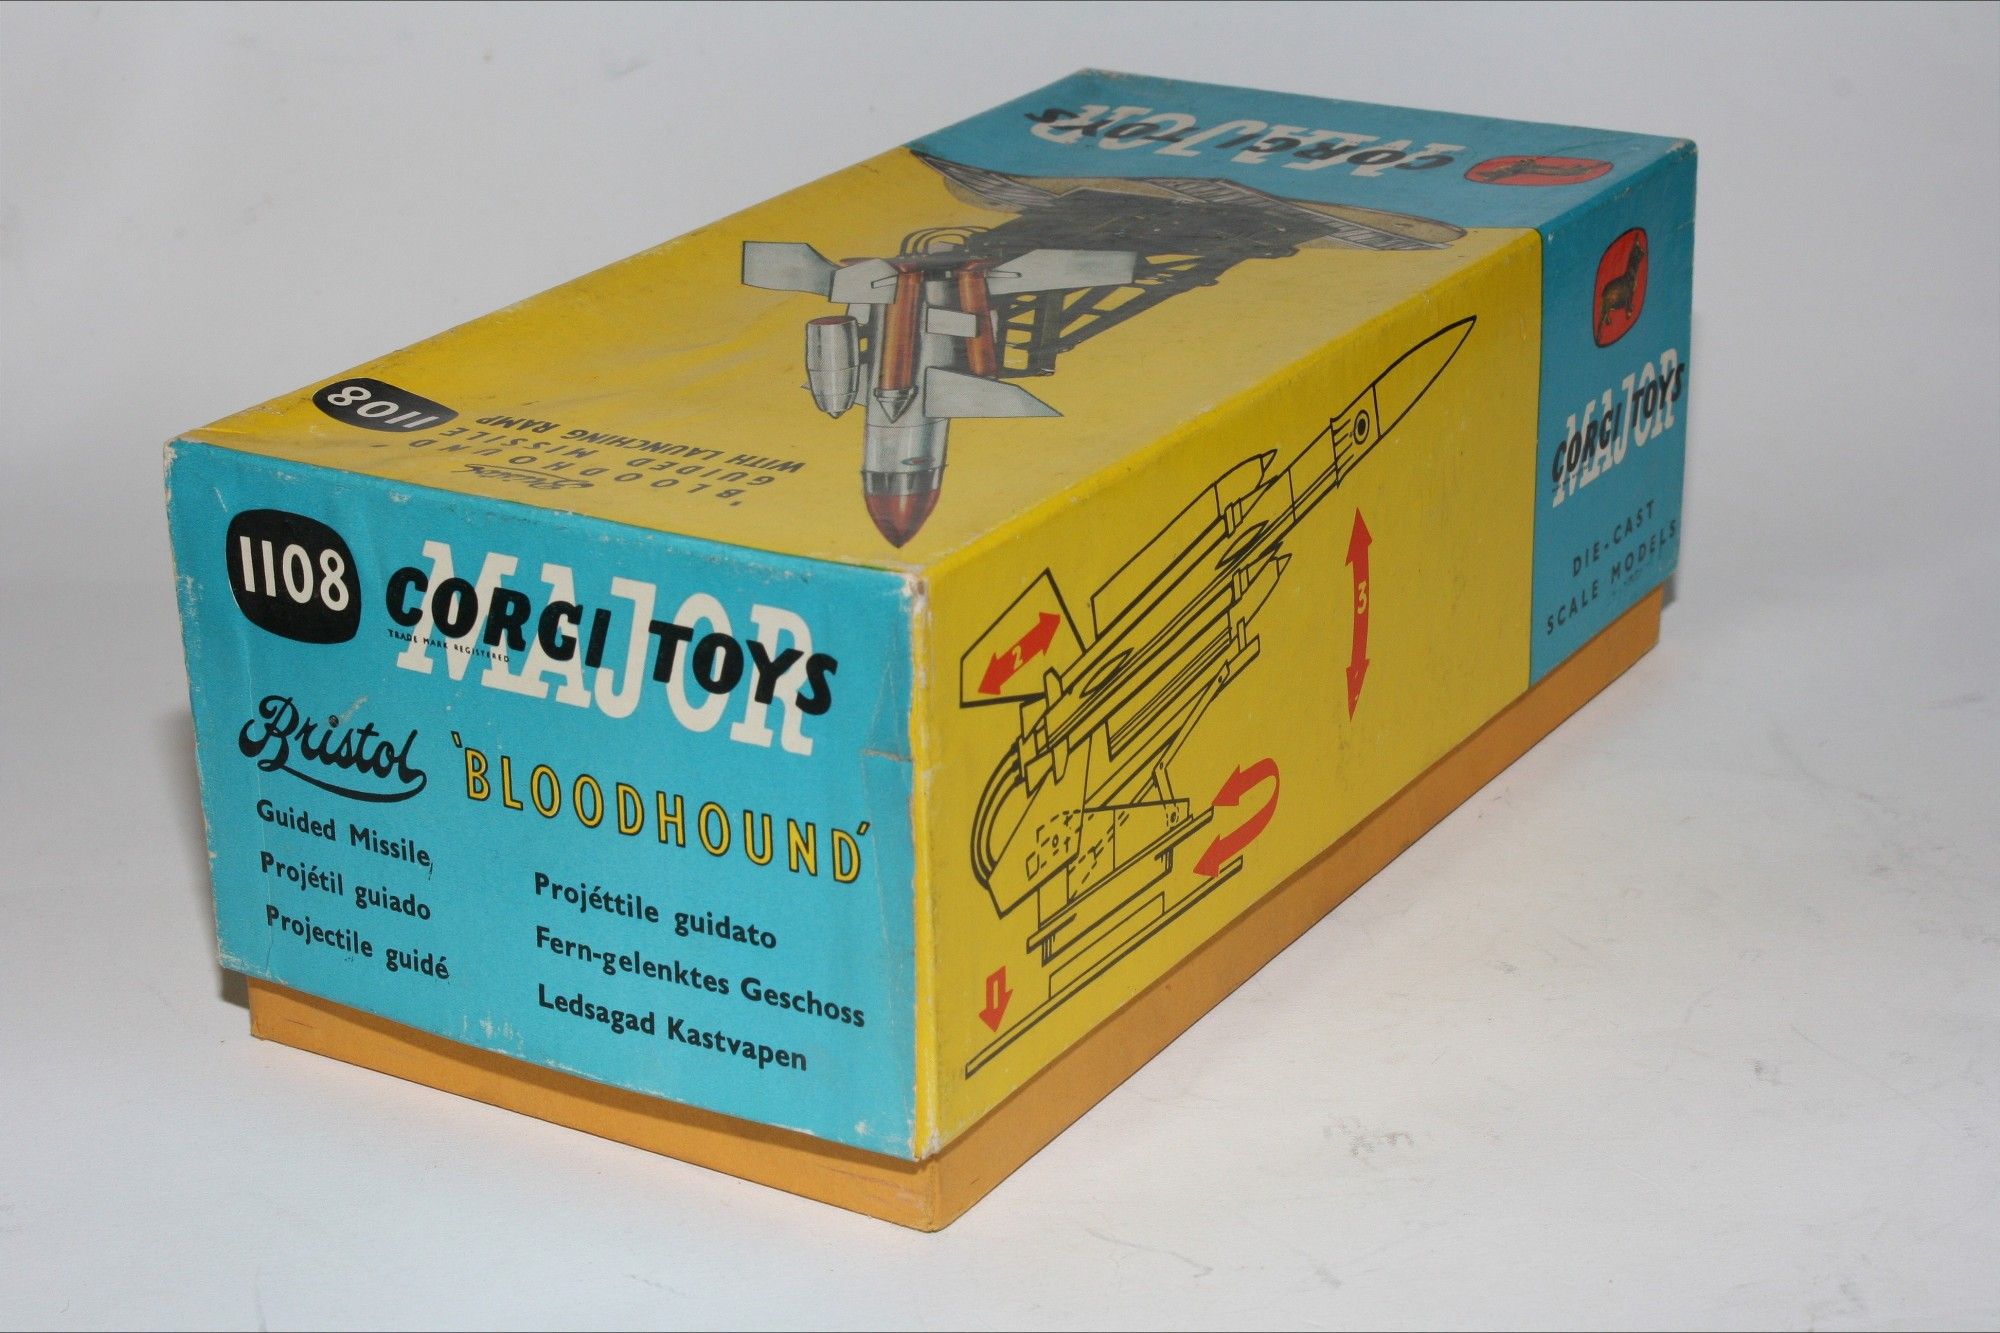 MAJOR
CORGI TOYS
1108
Bristol
'BLOODHOUND'
GUIDED MISSILE
WITH LAUNCHING RAMP
1108
MAJOR
CORGI TOYS
TRADE MARK REGISTERED
Bristol 'BLOODHOUND'
Guided Missile,
Projétil guiado
Projectile guidé
Projéttile guidato
Fern-gelenktes Geschoss
Ledsagad Kastvapen
2
3
1
MAJOR
CORGI TOYS
DIE-CAST
SCALE MODELS